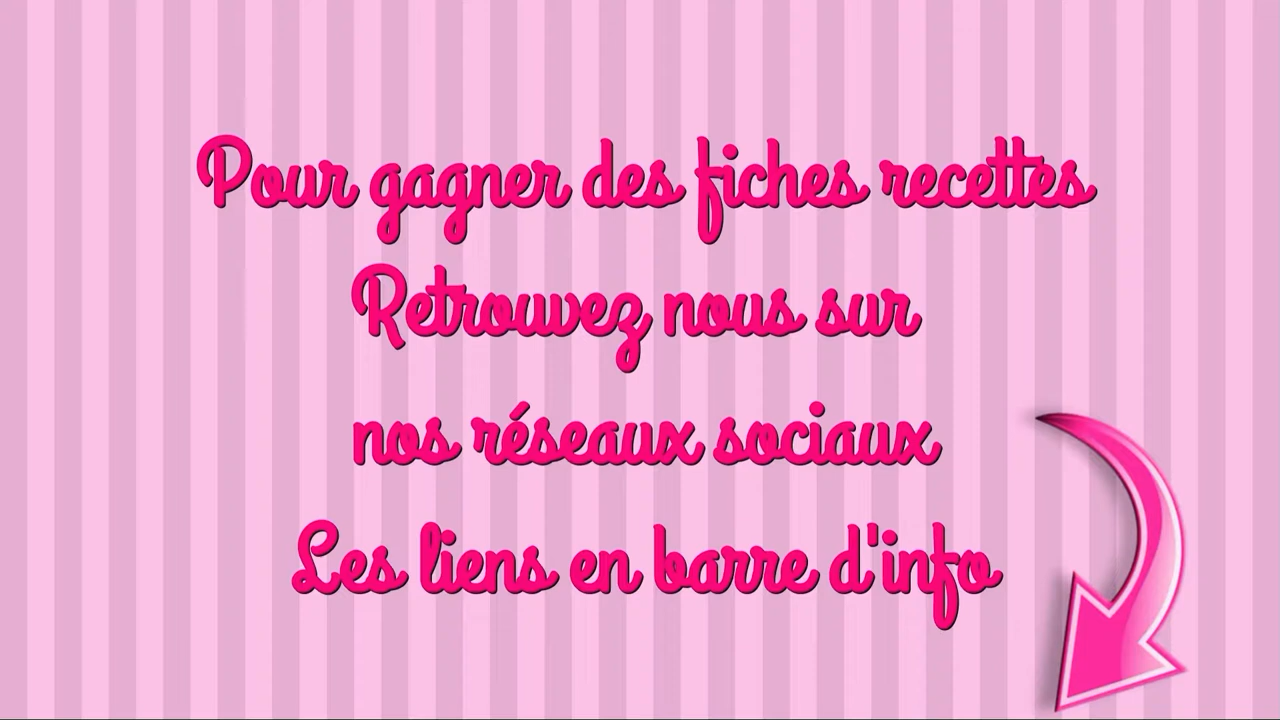 Pour gagner des fiches recettes
Retrouvez nous sur
nos réseaux sociaux
Les liens en barre d'info